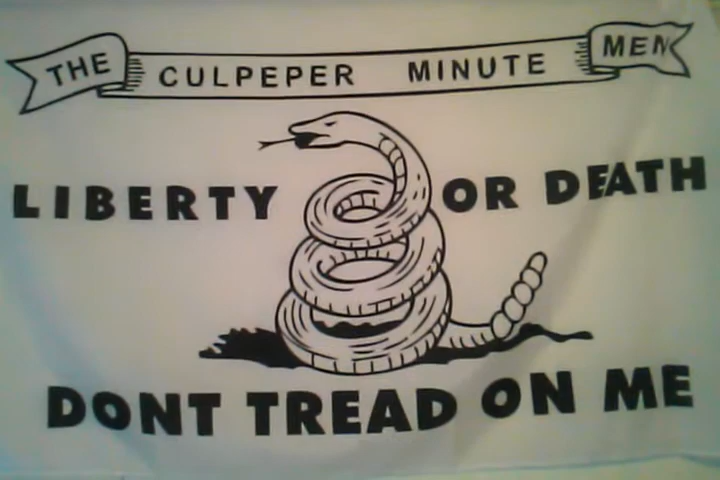 THE CULPEPER MINUTE MEN
LIBERTY OR DEATH
DONT TREAD ON ME